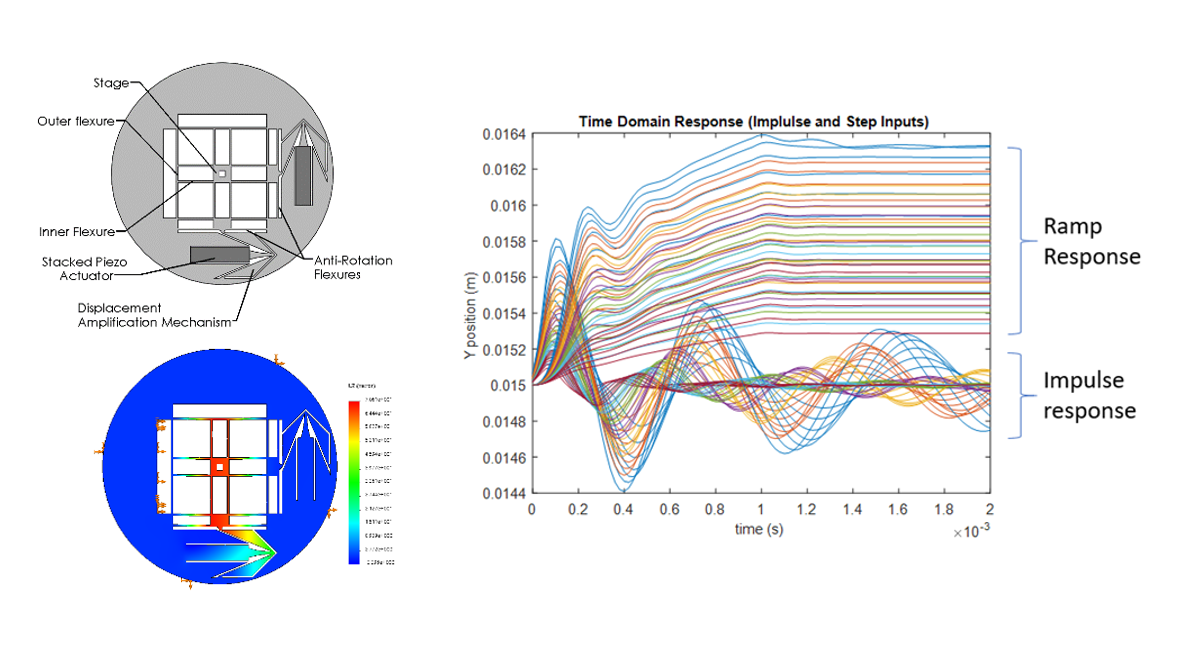 Stage
Outer flexure
Inner Flexure
Stacked Piezo
Actuator
Anti-Rotation
Flexures
Displacement
Amplification Mechanism
Time Domain Response (Implulse and Step Inputs)
Y position (m)
0.0164
0.0162
0.016
0.0158
0.0156
0.0154
0.0152
0.015
0.0148
0.0146
0.0144
0 0.2 0.4 0.6 0.8 1 1.2 1.4 1.6 1.8 2
time (s)
×10⁻³
Ramp
Response
Impulse
response